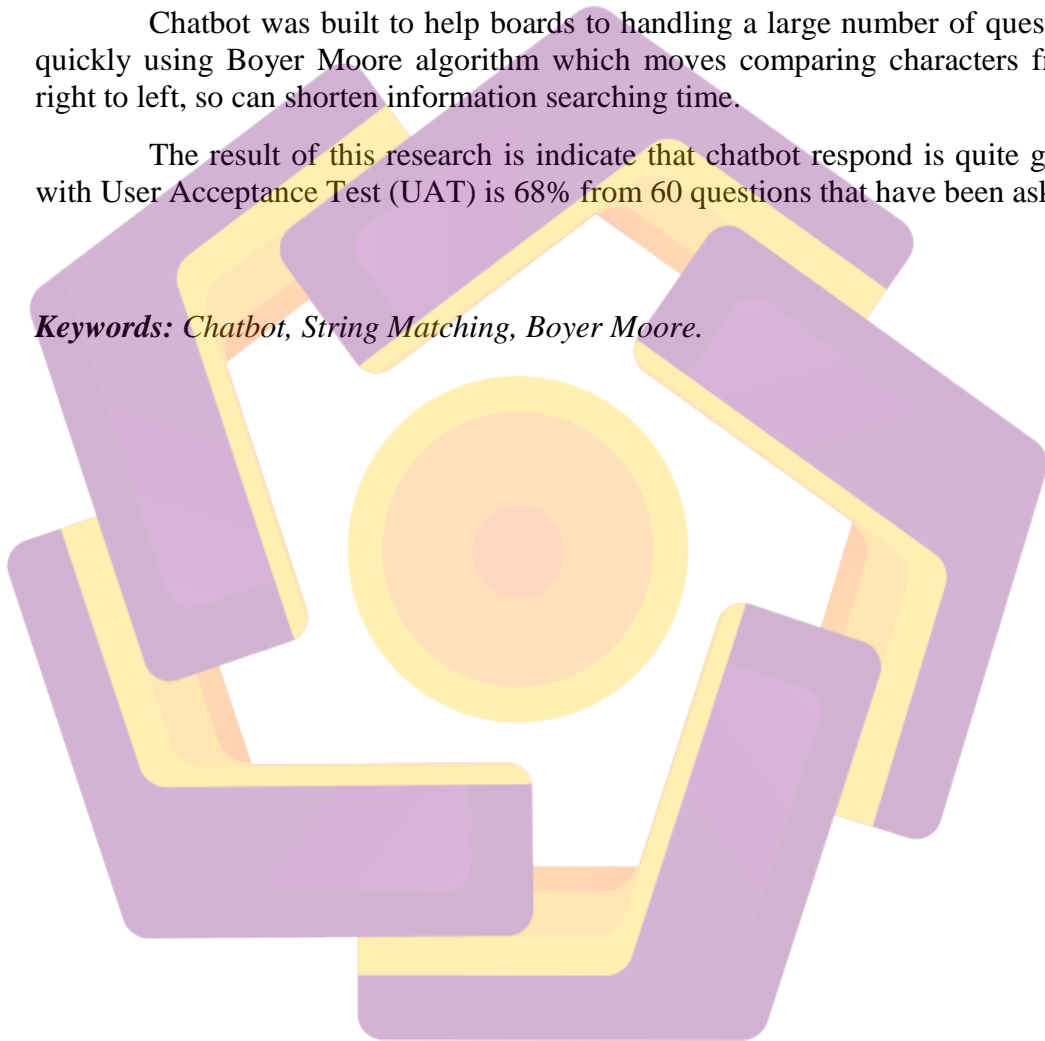 Chatbot was built to help boards to handling a large number of ques
quickly using Boyer Moore algorithm which moves comparing characters f
right to left, so can shorten information searching time.
The result of this research is indicate that chatbot respond is quite g
with User Acceptance Test (UAT) is 68% from 60 questions that have been ask
Keywords: Chatbot, String Matching, Boyer Moore.